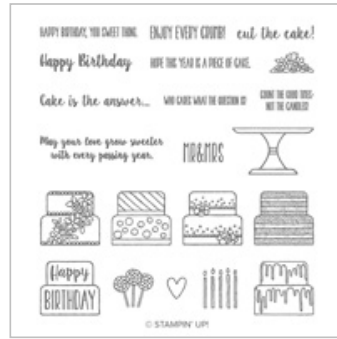 HAPPY BIRTHDAY, YOU SWEET THING.
ENJOY EVERY CRUMB!
cut the cake!
Happy Birthday
HOPE THIS YEAR IS A PIECE OF CAKE.
Cake is the answer...
WHO CARES WHAT THE QUESTION IS?
COUNT THE GOOD TIMES
NOT THE CANDLES!
May your love grow sweeter
with every passing year.
MR&MRS
Happy
BIRTHDAY
© STAMPIN' UP!